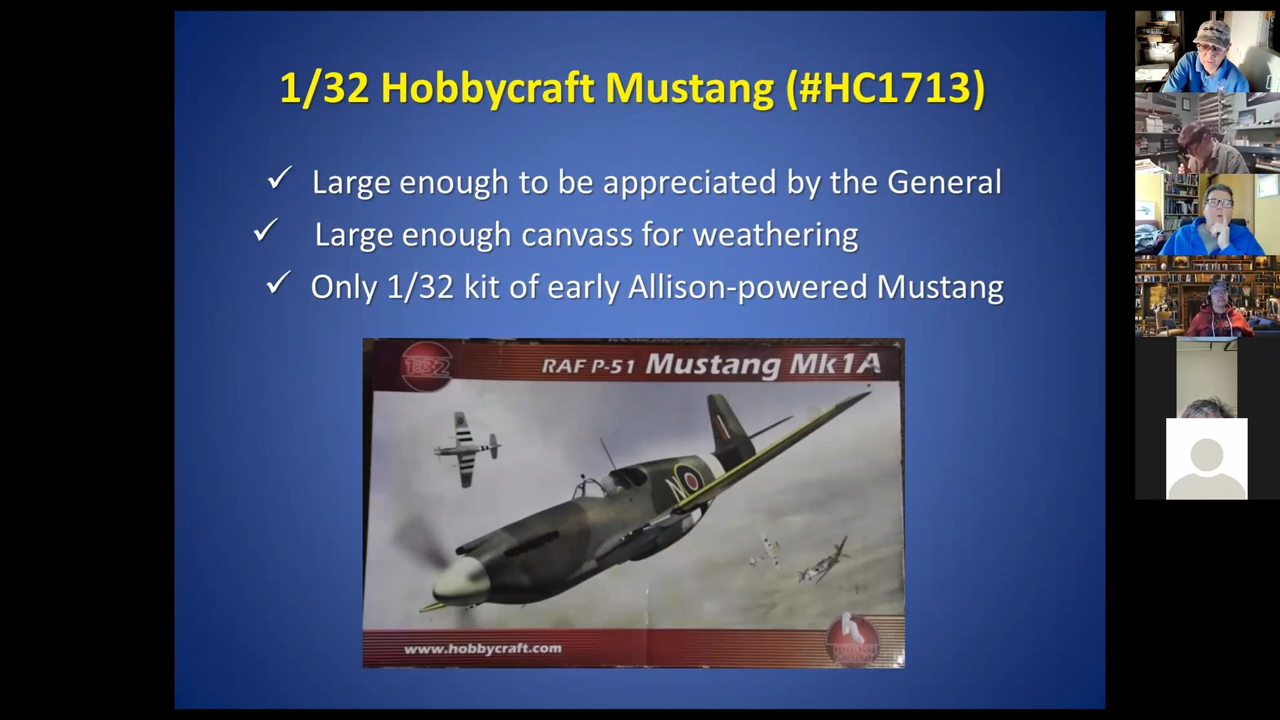 1/32 Hobbycraft Mustang (#HC1713)
✓ Large enough to be appreciated by the General
✓ Large enough canvass for weathering
✓ Only 1/32 kit of early Allison-powered Mustang
1:32
RAF P-51 Mustang Mk1A
N
www.hobbycraft.com